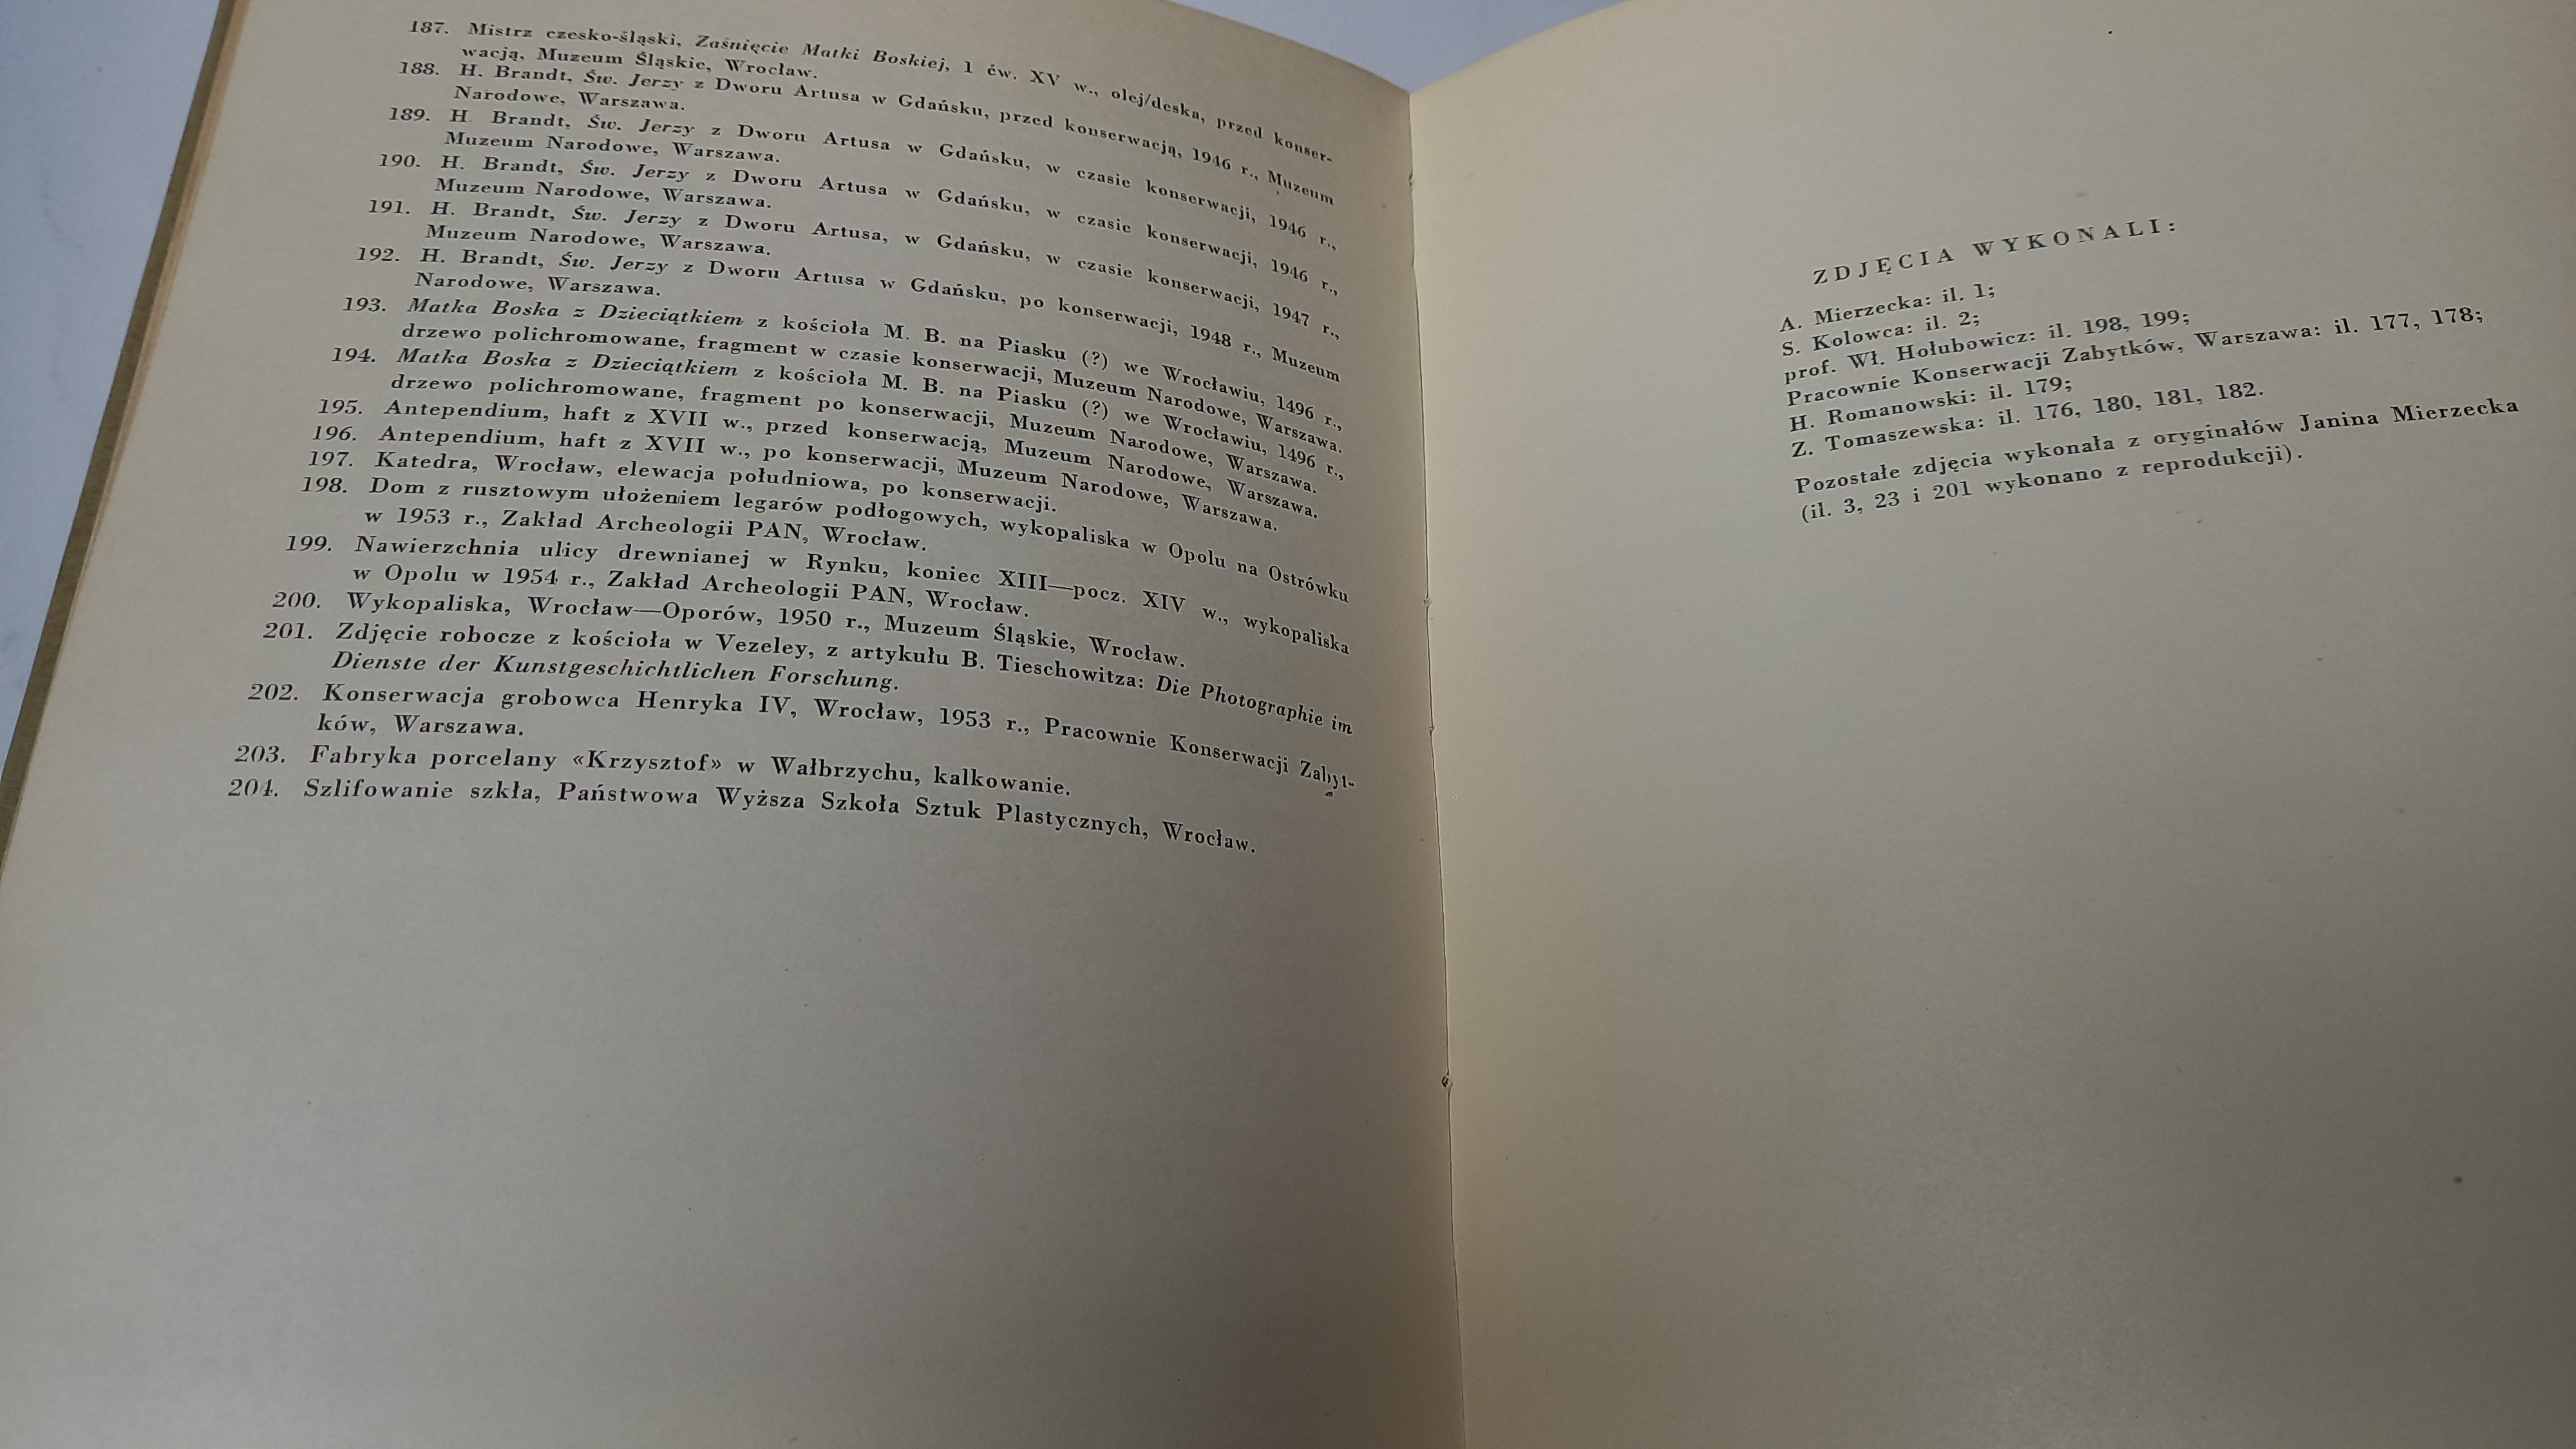 187. Mistrz czesko-śląski, Zaśnięcie Matki Boskiej, 1 ćw. XV w., olej/deska, przed konser-
wacją, Muzeum Śląskie, Wrocław.
188. H. Brandt, Św. Jerzy z Dworu Artusa w Gdańsku, przed konserwacją, 1946 r., Muzeum
Narodowe, Warszawa.
189. H. Brandt, Św. Jerzy z Dworu Artusa w Gdańsku, w czasie konserwacji, 1946 r.,
Muzeum Narodowe, Warszawa.
190. H. Brandt, Św. Jerzy z Dworu Artusa w Gdańsku, w czasie konserwacji, 1946 r.,
Muzeum Narodowe, Warszawa.
191. H. Brandt, Św. Jerzy z Dworu Artusa, w Gdańsku, w czasie konserwacji, 1947 r.,
Muzeum Narodowe, Warszawa.
192. H. Brandt, Św. Jerzy z Dworu Artusa w Gdańsku, po konserwacji, 1948 r., Muzeum
Narodowe, Warszawa.
193. Matka Boska z Dzieciątkiem z kościoła M. B. na Piasku (?) we Wrocławiu, 1496 r.,
drzewo polichromowane, fragment w czasie konserwacji, Muzeum Narodowe, Warszawa.
194. Matka Boska z Dzieciątkiem z kościoła M. B. na Piasku (?) we Wrocławiu, 1496 r.,
drzewo polichromowane, fragment po konserwacji, Muzeum Narodowe, Warszawa.
195. Antependium, haft z XVII w., przed konserwacją, Muzeum Narodowe, Warszawa.
196. Antependium, haft z XVII w., po konserwacji, Muzeum Narodowe, Warszawa.
197. Katedra, Wrocław, elewacja południowa, po konserwacji.
198. Dom z rusztowym ułożeniem legarów podłogowych, wykopaliska w Opolu na Ostrówku
w 1953 r., Zakład Archeologii PAN, Wrocław.
199. Nawierzchnia ulicy drewnianej w Rynku, koniec XIII—pocz. XIV w., wykopaliska
w Opolu w 1954 r., Zakład Archeologii PAN, Wrocław.
200. Wykopaliska, Wrocław—Oporów, 1950 r., Muzeum Śląskie, Wrocław.
201. Zdjęcie robocze z kościoła w Vezeley, z artykułu B. Tieschowitza: Die Photographie im
Dienste der Kunstgeschichtlichen Forschung.
202. Konserwacja grobowca Henryka IV, Wrocław, 1953 r., Pracownie Konserwacji Zabyt-
ków, Warszawa.
203. Fabryka porcelany «Krzysztof» w Wałbrzychu, kalkowanie.
204. Szlifowanie szkła, Państwowa Wyższa Szkoła Sztuk Plastycznych, Wrocław.
ZDJĘCIA WYKONALI:
A. Mierzecka: il. 1;
S. Kolowca: il. 2;
prof. Wł. Hołubowicz: il. 198, 199;
Pracownie Konserwacji Zabytków, Warszawa: il. 177, 178;
H. Romanowski: il. 179;
Z. Tomaszewska: il. 176, 180, 181, 182.
Pozostałe zdjęcia wykonała z oryginałów Janina Mierzecka
(il. 3, 23 i 201 wykonano z reprodukcji).